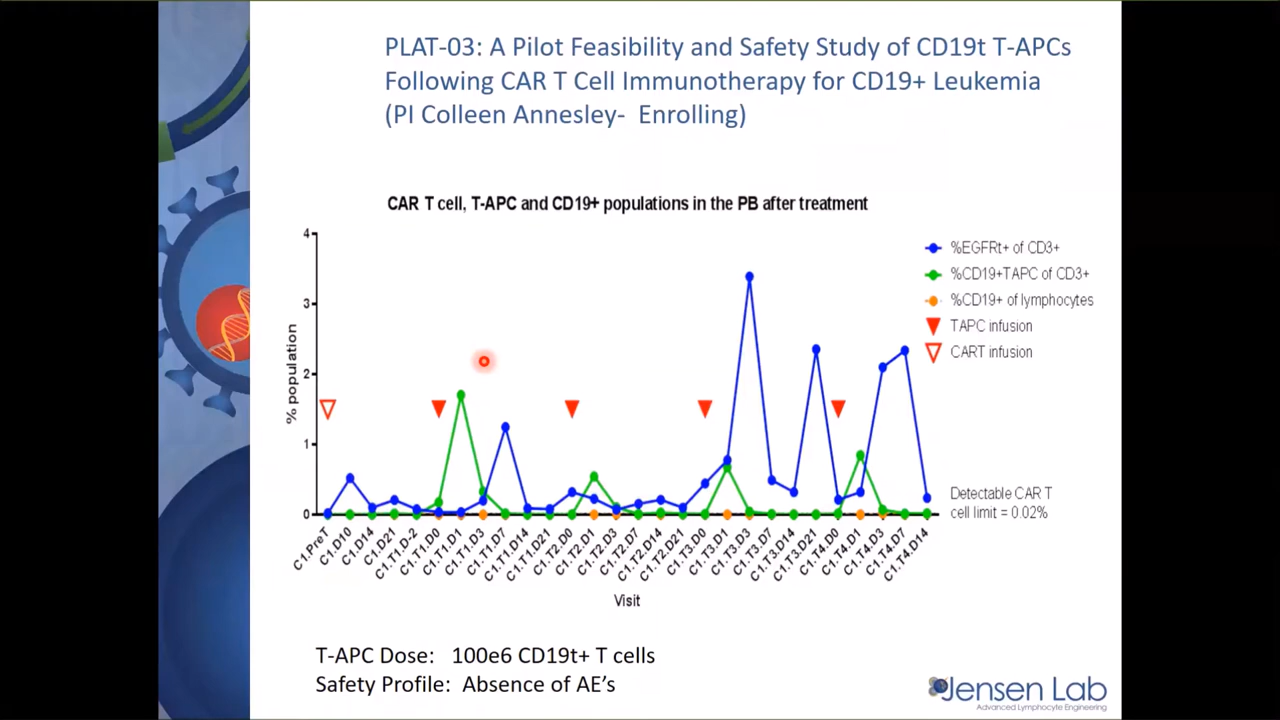 PLAT-03: A Pilot Feasibility and Safety Study of CD19t T-APCs
Following CAR T Cell Immunotherapy for CD19+ Leukemia
(PI Colleen Annesley-  Enrolling)
CAR T cell, T-APC and CD19+ populations in the PB after treatment
% population
4
3
2
1
0
%EGFRt+ of CD3+
%CD19+TAPC of CD3+
%CD19+ of lymphocytes
TAPC infusion
CART infusion
Detectable CAR T
cell limit = 0.02%
C1.PreT
C1.D10
C1.D14
C1.D21
C1.T1.D-2
C1.T1.D0
C1.T1.D1
C1.T1.D3
C1.T1.D7
C1.T1.D14
C1.T1.D21
C1.T2.D0
C1.T2.D1
C1.T2.D3
C1.T2.D7
C1.T2.D14
C1.T2.D21
C1.T3.D0
C1.T3.D1
C1.T3.D3
C1.T3.D7
C1.T3.D14
C1.T3.D21
C1.T4.D0
C1.T4.D1
C1.T4.D3
C1.T4.D7
C1.T4.D14
Visit
T-APC Dose:   100e6 CD19t+ T cells
Safety Profile:  Absence of AE's
Jensen Lab
Advanced Lymphocyte Engineering